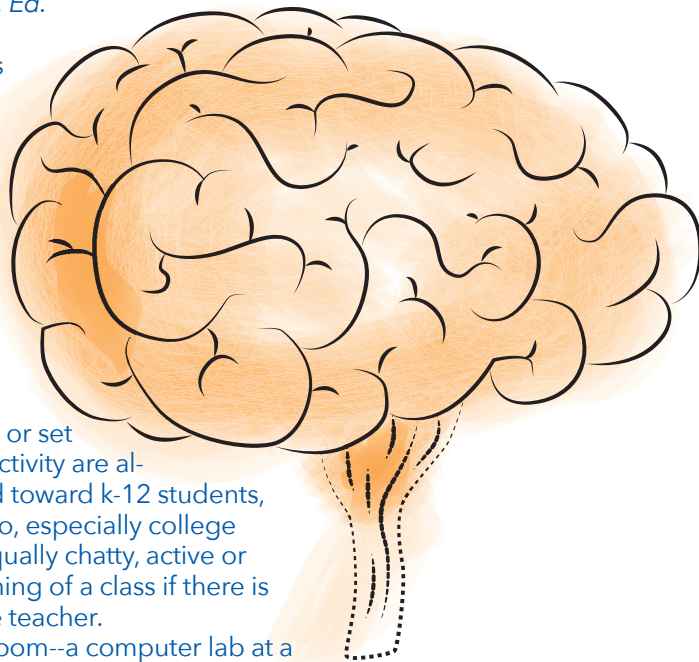 Ed.
s
or set
ctivity are al-
d toward k-12 students,
o, especially college
qually chatty, active or
ning of a class if there is
e teacher.
oom--a computer lab at a